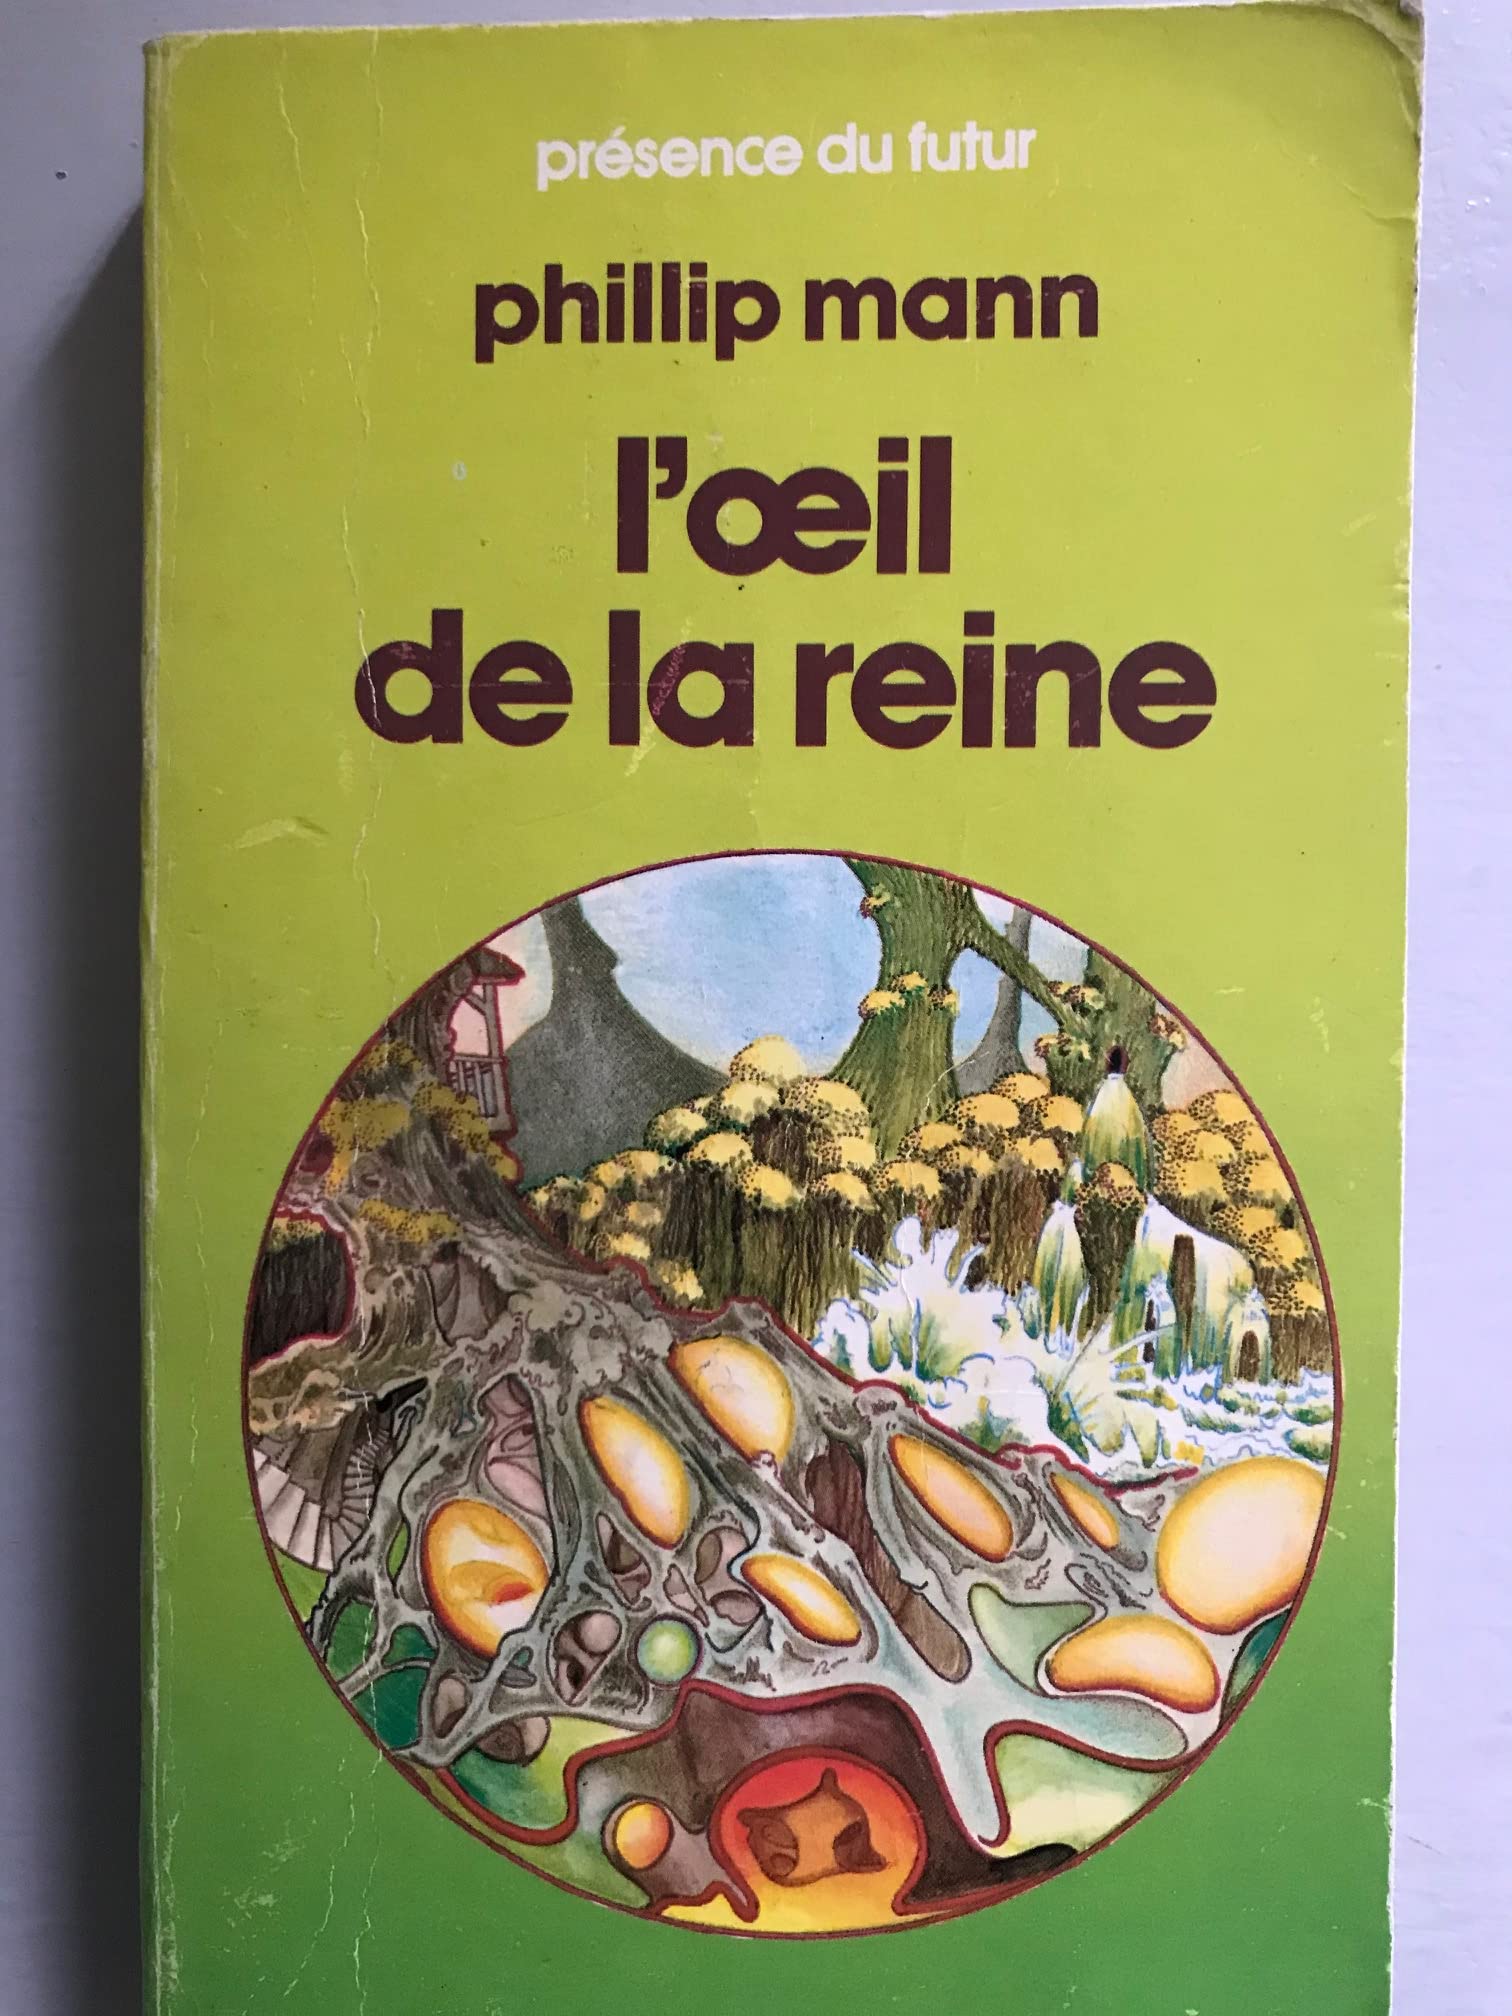 présence du futur
phillip mann
l'œil
de la reine